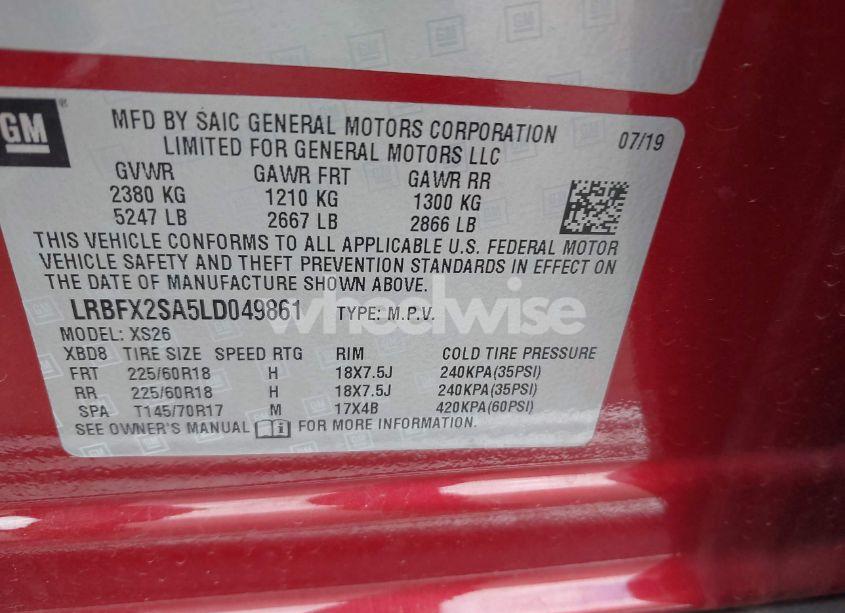 GM ®
MFD BY SAIC GENERAL MOTORS CORPORATION 07/19
LIMITED FOR GENERAL MOTORS LLC
GVWR GAWR FRT GAWR RR
2380 KG 1210 KG 1300 KG
5247 LB 2667 LB 2866 LB
THIS VEHICLE CONFORMS TO ALL APPLICABLE U.S. FEDERAL MOTOR
VEHICLE SAFETY AND THEFT PREVENTION STANDARDS IN EFFECT ON
THE DATE OF MANUFACTURE SHOWN ABOVE.
LRBFX2SA5LD049861 TYPE: M.P.V.
wheelwise
MODEL: XS26
XBD8 TIRE SIZE SPEED RTG RIM COLD TIRE PRESSURE
FRT 225/60R18 H 18X7.5J 240KPA(35PSI)
RR 225/60R18 H 18X7.5J 240KPA(35PSI)
SPA T145/70R17 M 17X4B 420KPA(60PSI)
SEE OWNER'S MANUAL FOR MORE INFORMATION.